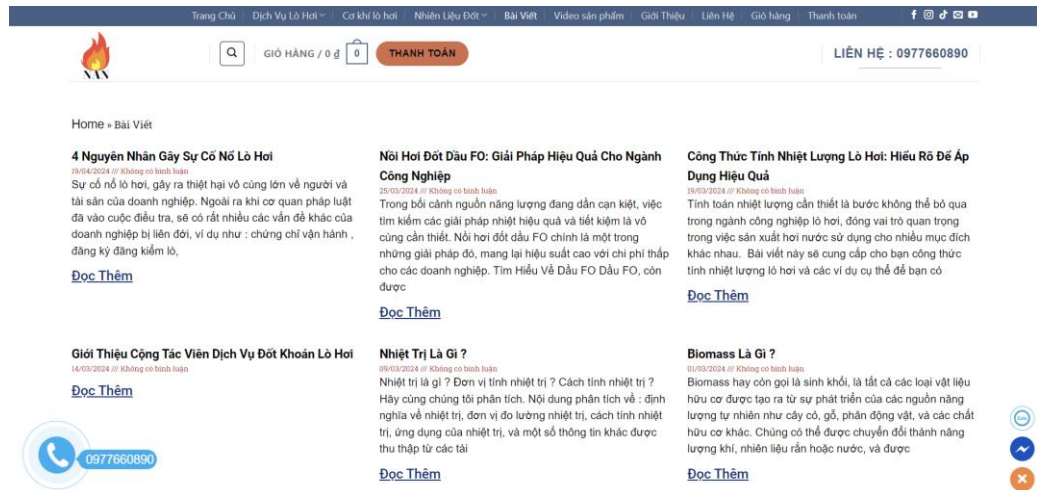 Trang Chủ Dịch Vụ Lò Hơi Cơ khí lò hơi Nhiên Liệu Đốt Bài Viết Video sản phẩm Giới Thiệu Liên Hệ Giỏ hàng Thanh toán
NAN
GIỎ HÀNG / 0 ₫ 0 THANH TOÁN
LIÊN HỆ : 0977660890
Home » Bài Viết
4 Nguyên Nhân Gây Sự Cố Nổ Lò Hơi
19/04/2024 /// Không có bình luận
Sự cố nổ lò hơi, gây ra thiệt hại vô cùng lớn về người và
tài sản của doanh nghiệp. Ngoài ra khi cơ quan pháp luật
đã vào cuộc điều tra, sẽ có rất nhiều các vấn đề khác của
doanh nghiệp bị liên đới, ví dụ như : chứng chỉ vận hành ,
đăng ký đăng kiểm lò,
Đọc Thêm
Nồi Hơi Đốt Dầu FO: Giải Pháp Hiệu Quả Cho Ngành
Công Nghiệp
25/03/2024 /// Không có bình luận
Trong bối cảnh nguồn năng lượng đang dần cạn kiệt, việc
tìm kiếm các giải pháp nhiệt hiệu quả và tiết kiệm là vô
cùng cần thiết. Nồi hơi đốt dầu FO chính là một trong
những giải pháp đó, mang lại hiệu suất cao với chi phí thấp
cho các doanh nghiệp. Tìm Hiểu Về Dầu FO Dầu FO, còn
được
Đọc Thêm
Công Thức Tính Nhiệt Lượng Lò Hơi: Hiểu Rõ Để Áp
Dụng Hiệu Quả
19/03/2024 /// Không có bình luận
Tính toán nhiệt lượng cần thiết là bước không thể bỏ qua
trong ngành công nghiệp lò hơi, đóng vai trò quan trọng
trong việc sản xuất hơi nước sử dụng cho nhiều mục đích
khác nhau. Bài viết này sẽ cung cấp cho bạn công thức
tính nhiệt lượng lò hơi và các ví dụ cụ thể để bạn có
Đọc Thêm
Giới Thiệu Cộng Tác Viên Dịch Vụ Đốt Khoán Lò Hơi
14/03/2024 /// Không có bình luận
Đọc Thêm
Nhiệt Trị Là Gì ?
09/03/2024 /// Không có bình luận
Nhiệt trị là gì ? Đơn vị tính nhiệt trị ? Cách tính nhiệt trị ?
Hãy cùng chúng tôi phân tích. Nội dung phân tích về : định
nghĩa về nhiệt trị, đơn vị đo lường nhiệt trị, cách tính nhiệt
trị, ứng dụng của nhiệt trị, và một số thông tin khác được
thu thập từ các tài
Đọc Thêm
Biomass Là Gì ?
01/03/2024 /// Không có bình luận
Biomass hay còn gọi là sinh khối, là tất cả các loại vật liệu
hữu cơ được tạo ra từ sự phát triển của các nguồn năng
lượng tự nhiên như cây cỏ, gỗ, phân động vật, và các chất
hữu cơ khác. Chúng có thể được chuyển đổi thành năng
lượng khí, nhiên liệu rắn hoặc nước, và được
Đọc Thêm
0977660890
Zalo